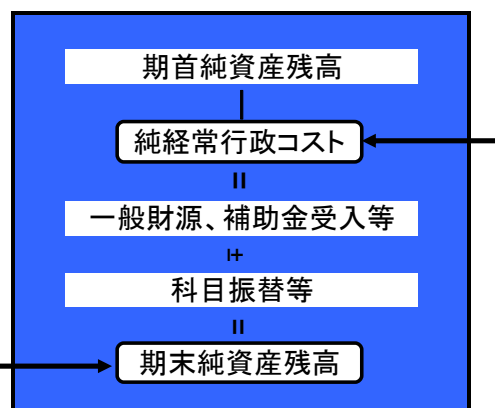 期首純資産残高
｜
純経常行政コスト
＝
一般財源、補助金受入等
±
科目振替等
＝
期末純資産残高